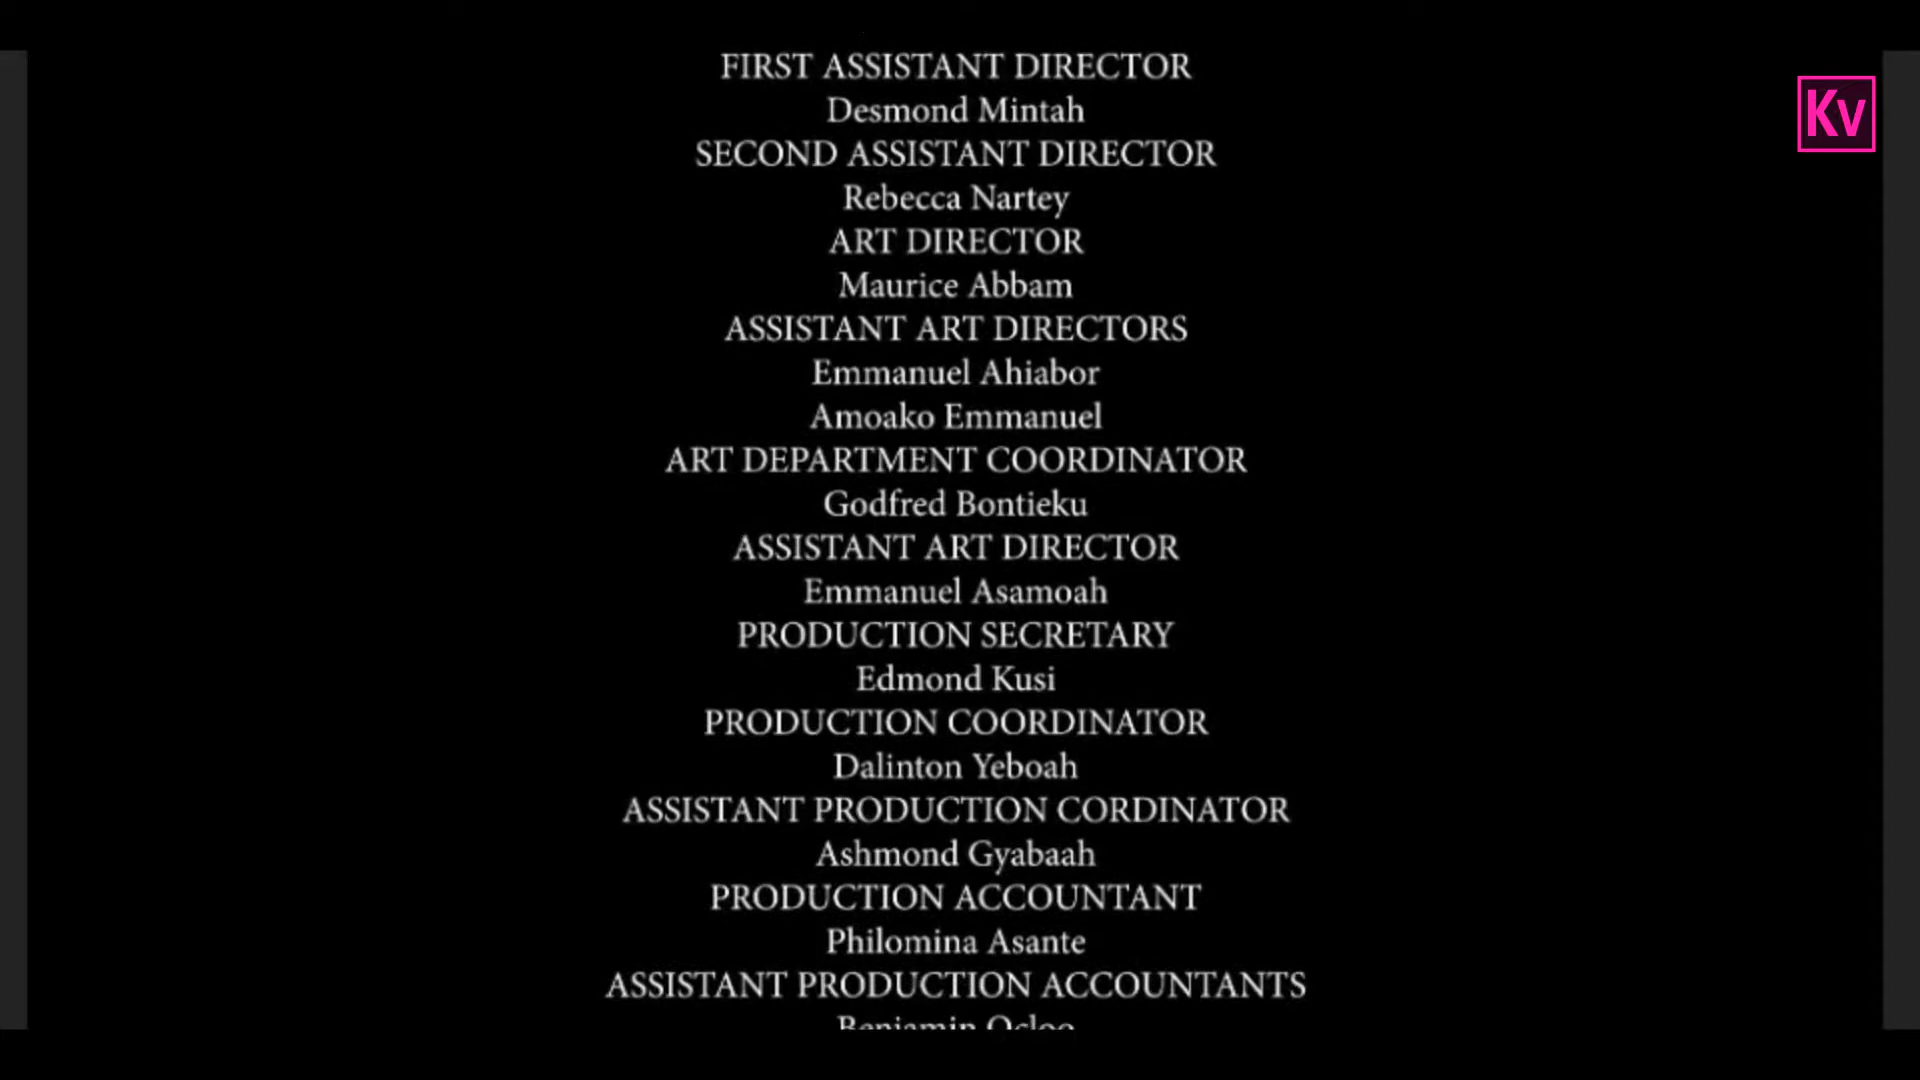 FIRST ASSISTANT DIRECTOR
Desmond Mintah
SECOND ASSISTANT DIRECTOR
Rebecca Nartey
ART DIRECTOR
Maurice Abbam
ASSISTANT ART DIRECTORS
Emmanuel Ahiabor
Amoako Emmanuel
ART DEPARTMENT COORDINATOR
Godfred Bontieku
ASSISTANT ART DIRECTOR
Emmanuel Asamoah
PRODUCTION SECRETARY
Edmond Kusi
PRODUCTION COORDINATOR
Dalinton Yeboah
ASSISTANT PRODUCTION CORDINATOR
Ashmond Gyabaah
PRODUCTION ACCOUNTANT
Philomina Asante
ASSISTANT PRODUCTION ACCOUNTANTS
Benjamin Ocloo
Kv